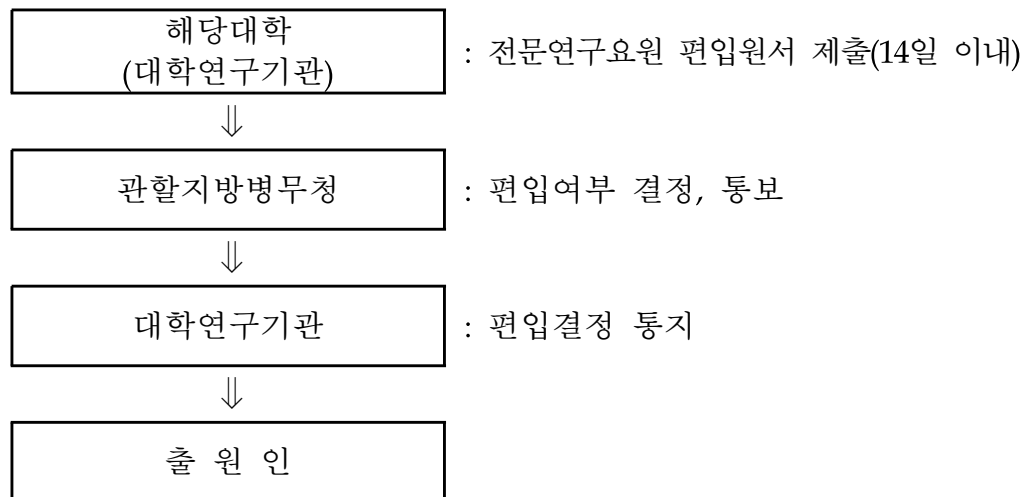 해당대학
(대학연구기관)
: 전문연구요원 편입원서 제출(14일 이내)
⇓
관할지방병무청
: 편입여부 결정, 통보
⇓
대학연구기관
: 편입결정 통지
⇓
출 원 인